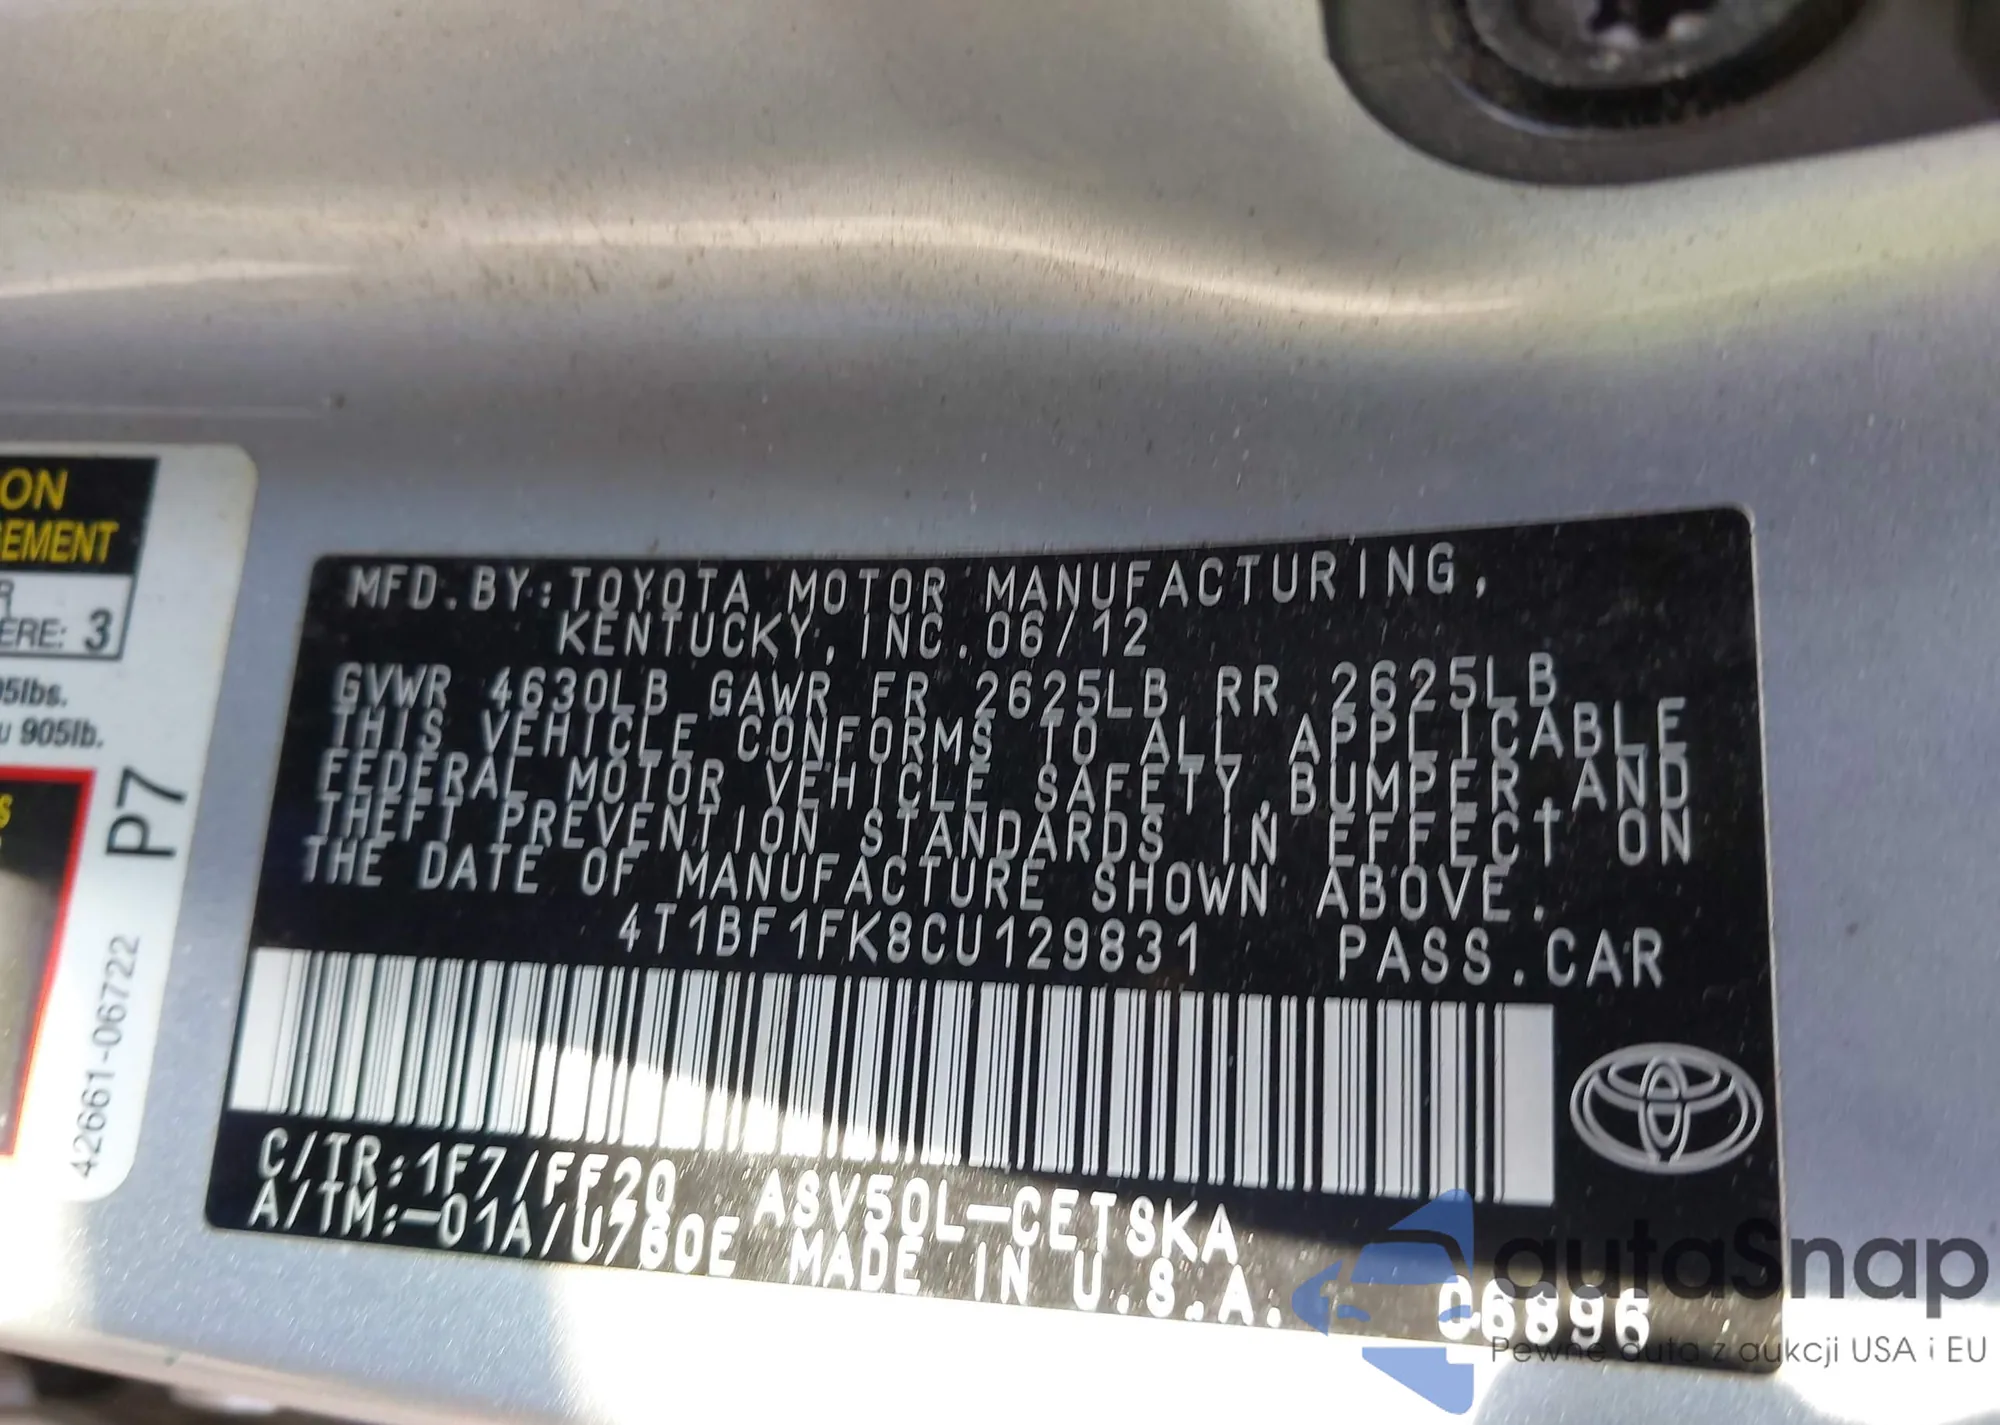 ON
EMENT
R
ERE: 3
5lbs.
u 905lb.
S
P7
42661-06722
MFD.BY:TOYOTA MOTOR MANUFACTURING,
KENTUCKY, INC.06/12
GVWR 4630LB GAWR FR 2625LB RR 2625LB
THIS VEHICLE CONFORMS TO ALL APPLICABLE
FEDERAL MOTOR VEHICLE SAFETY,BUMPER,AND
THEFT PREVENTION STANDARDS IN EFFECT ON
THE DATE OF MANUFACTURE SHOWN ABOVE.
4T1BF1FK8CU129831 PASS.CAR
C/TR:1F7/FF20 ASV50L-CETSKA
A/TM:-01A/U760E MADE IN U.S.A. 06896
autaSnap
Pewne auta z aukcji USA i EU